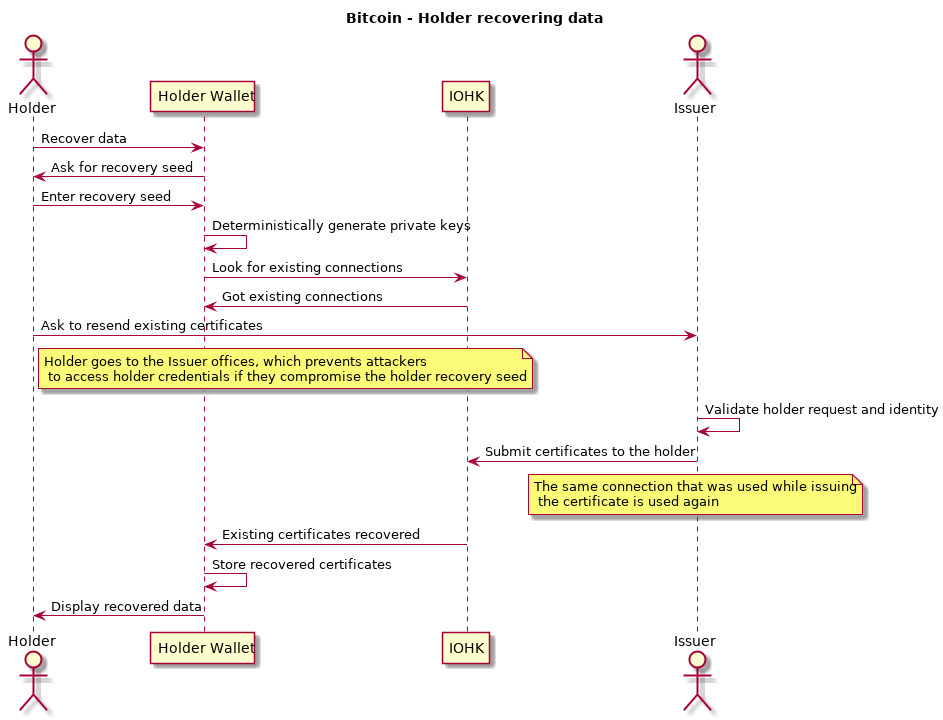 Bitcoin - Holder recovering data
Holder
Holder Wallet
IOHK
Issuer
Recover data
Ask for recovery seed
Enter recovery seed
Deterministically generate private keys
Look for existing connections
Got existing connections
Ask to resend existing certificates
Holder goes to the Issuer offices, which prevents attackers
to access holder credentials if they compromise the holder recovery seed
Validate holder request and identity
Submit certificates to the holder
The same connection that was used while issuing
the certificate is used again
Existing certificates recovered
Store recovered certificates
Display recovered data
Holder
Holder Wallet
IOHK
Issuer